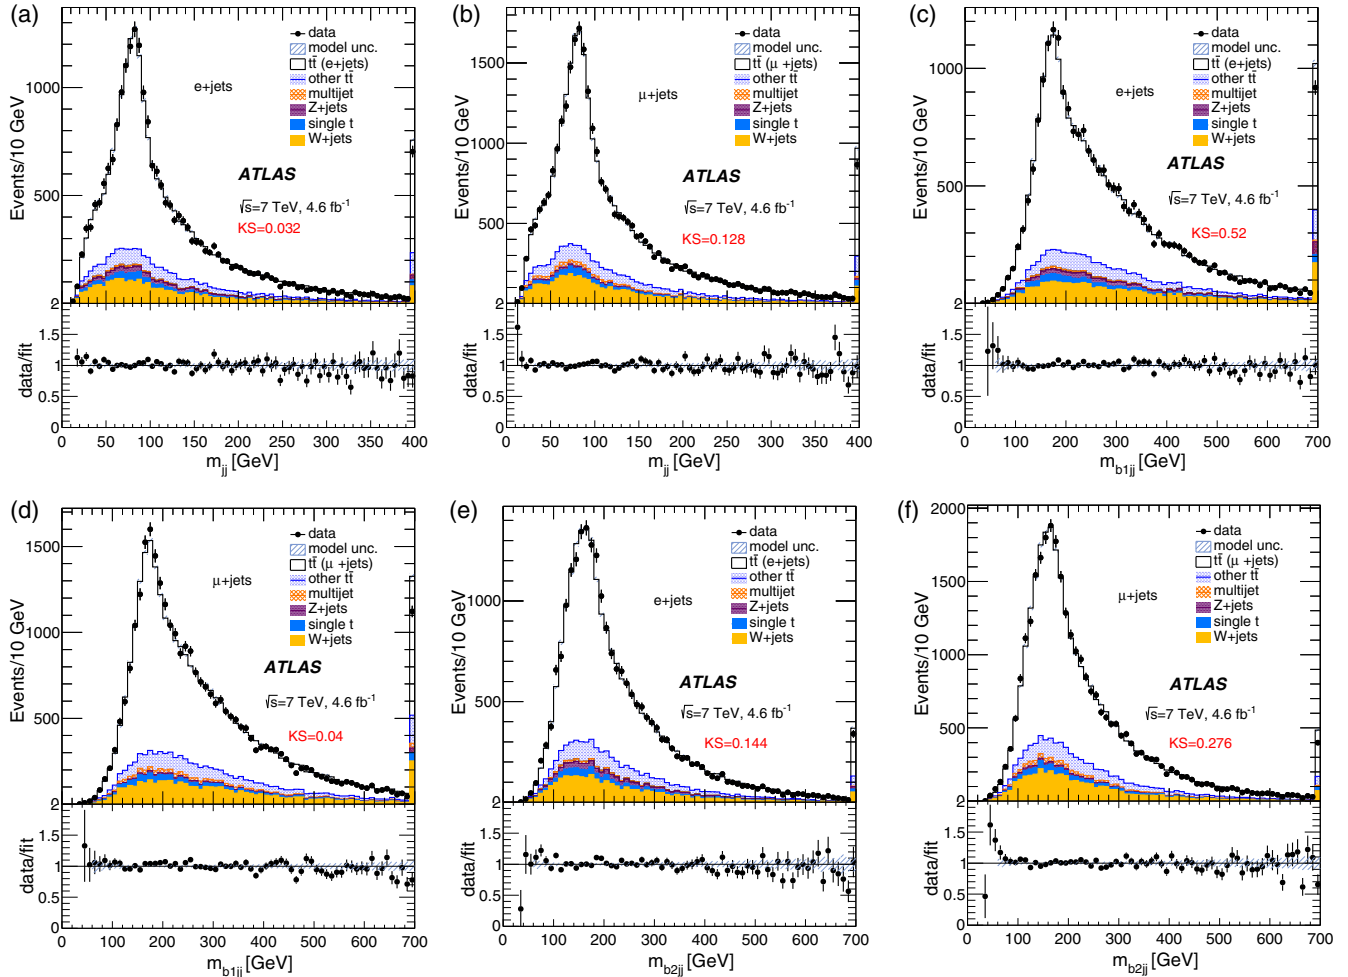 (a)
Events/10 GeV
1000
500
data
model unc.
tt̄ (e+jets)
other tt̄
multijet
Z+jets
single t
W+jets
e+jets
ATLAS
√s=7 TeV, 4.6 fb⁻¹
KS=0.032
data/fit
2
1.5
1
0.5
0
0 50 100 150 200 250 300 350 400
m_jj [GeV]
(b)
Events/10 GeV
1500
1000
500
data
model unc.
tt̄ (μ +jets)
other tt̄
multijet
Z+jets
single t
W+jets
μ+jets
ATLAS
√s=7 TeV, 4.6 fb⁻¹
KS=0.128
data/fit
2
1.5
1
0.5
0
0 50 100 150 200 250 300 350 400
m_jj [GeV]
(c)
Events/10 GeV
1000
500
data
model unc.
tt̄ (e+jets)
other tt̄
multijet
Z+jets
single t
W+jets
e+jets
ATLAS
√s=7 TeV, 4.6 fb⁻¹
KS=0.52
data/fit
2
1.5
1
0.5
0
0 100 200 300 400 500 600 700
m_b1jj [GeV]
(d)
Events/10 GeV
1500
1000
500
data
model unc.
tt̄ (μ +jets)
other tt̄
multijet
Z+jets
single t
W+jets
μ+jets
ATLAS
√s=7 TeV, 4.6 fb⁻¹
KS=0.04
data/fit
2
1.5
1
0.5
0
0 100 200 300 400 500 600 700
m_b1jj [GeV]
(e)
Events/10 GeV
1000
500
data
model unc.
tt̄ (e+jets)
other tt̄
multijet
Z+jets
single t
W+jets
e+jets
ATLAS
√s=7 TeV, 4.6 fb⁻¹
KS=0.144
data/fit
2
1.5
1
0.5
0
0 100 200 300 400 500 600 700
m_b2jj [GeV]
(f)
Events/10 GeV
2000
1500
1000
500
data
model unc.
tt̄ (μ +jets)
other tt̄
multijet
Z+jets
single t
W+jets
μ+jets
ATLAS
√s=7 TeV, 4.6 fb⁻¹
KS=0.276
data/fit
2
1.5
1
0.5
0
0 100 200 300 400 500 600 700
m_b2jj [GeV]